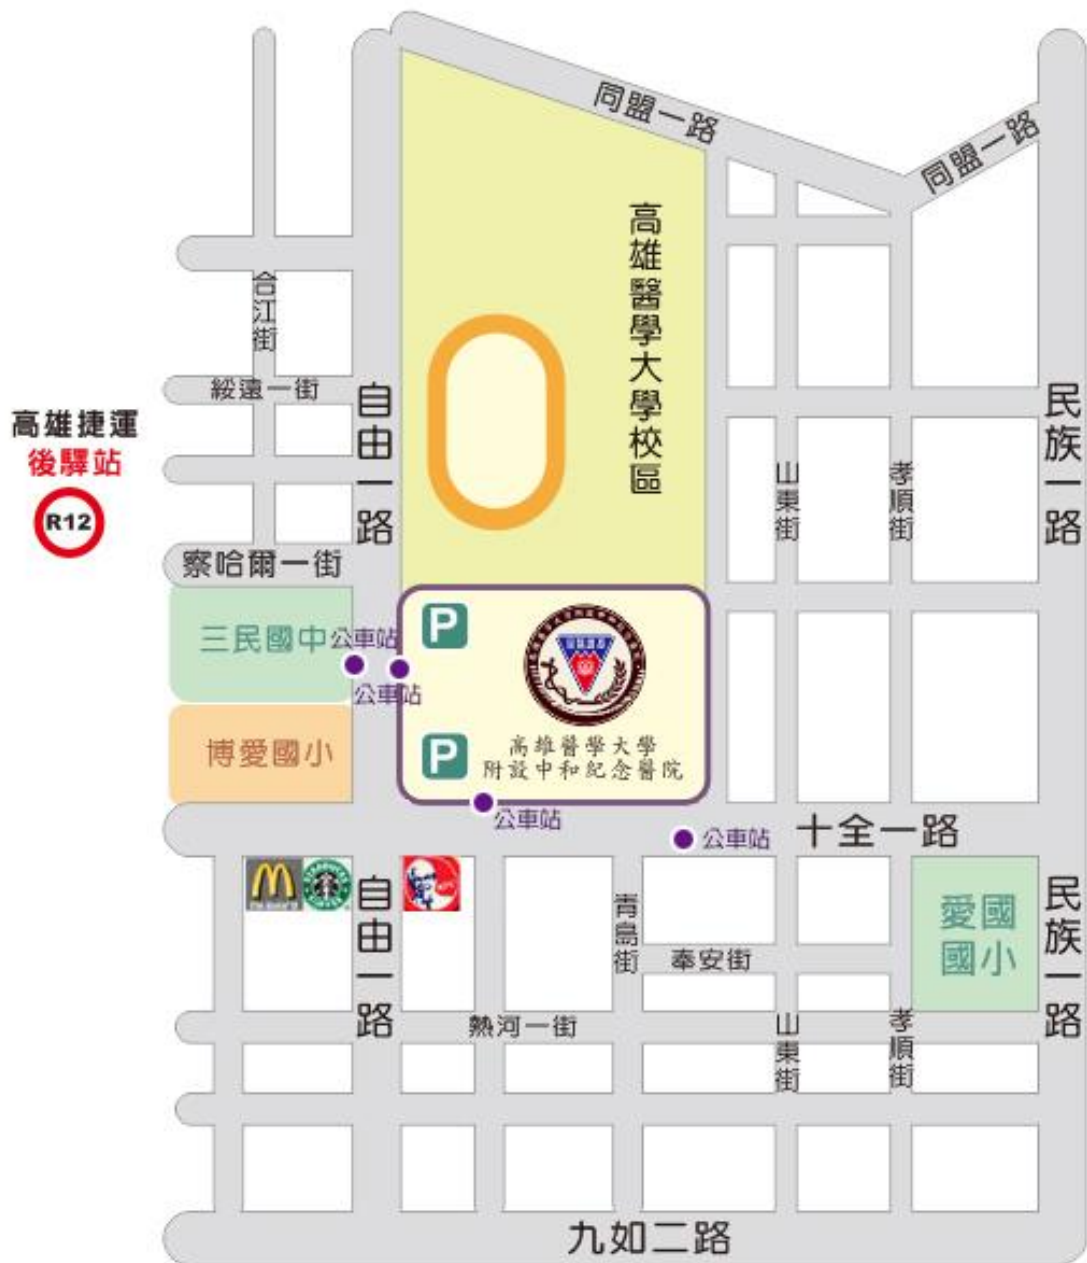 同盟一路
同盟一路
高雄醫學大學校區
合江街
綏遠一街
自由一路
民族一路
高雄捷運
後驛站
R12
山東街
孝順街
察哈爾一街
三民國中
公車站
公車站
P
P
博愛國小
高雄醫學大學
附設中和紀念醫院
公車站
公車站
十全一路
M
KFC
自由一路
青島街
奉安街
愛國
國小
民族一路
熱河一街
山東街
孝順街
九如二路